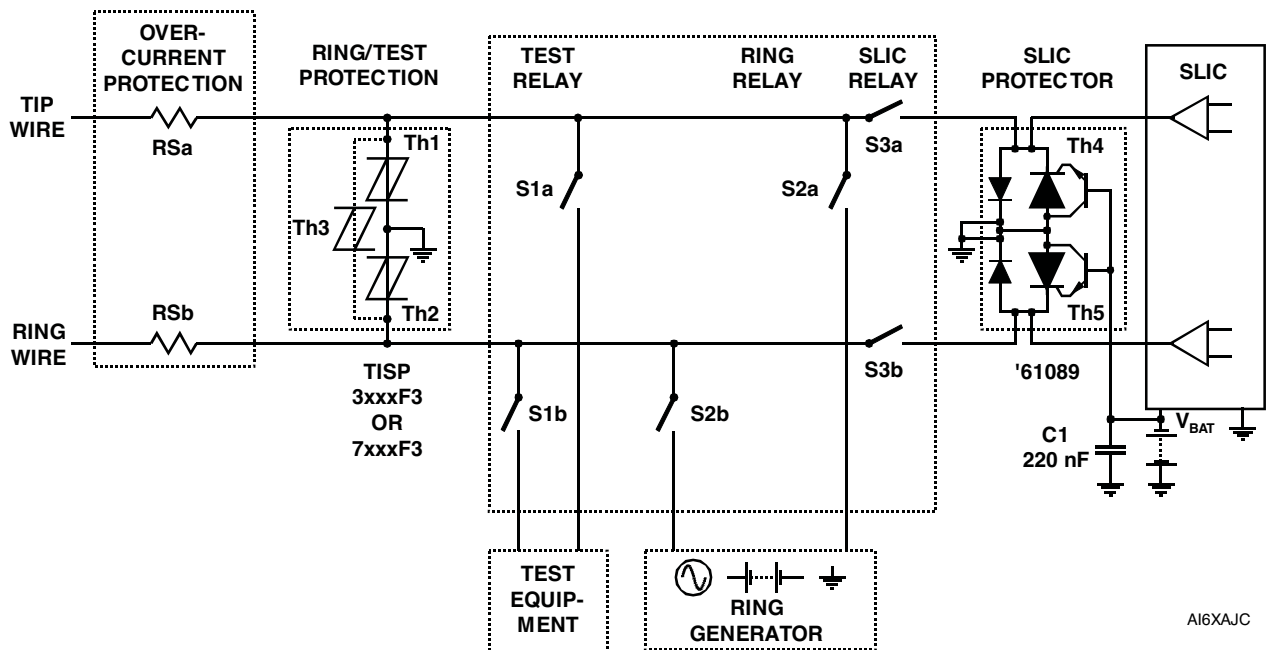 OVER-
CURRENT
PROTECTION
RING/TEST
PROTECTION
TEST
RELAY
RING
RELAY
SLIC
RELAY
SLIC
PROTECTOR
SLIC
TIP
WIRE
RSa
Th1
Th3
Th2
S1a
S2a
S3a
Th4
Th5
RING
WIRE
RSb
TISP
3xxxF3
OR
7xxxF3
S1b
S2b
S3b
'61089
C1
220 nF
VBAT
TEST
EQUIP-
MENT
RING
GENERATOR
AI6XAJC